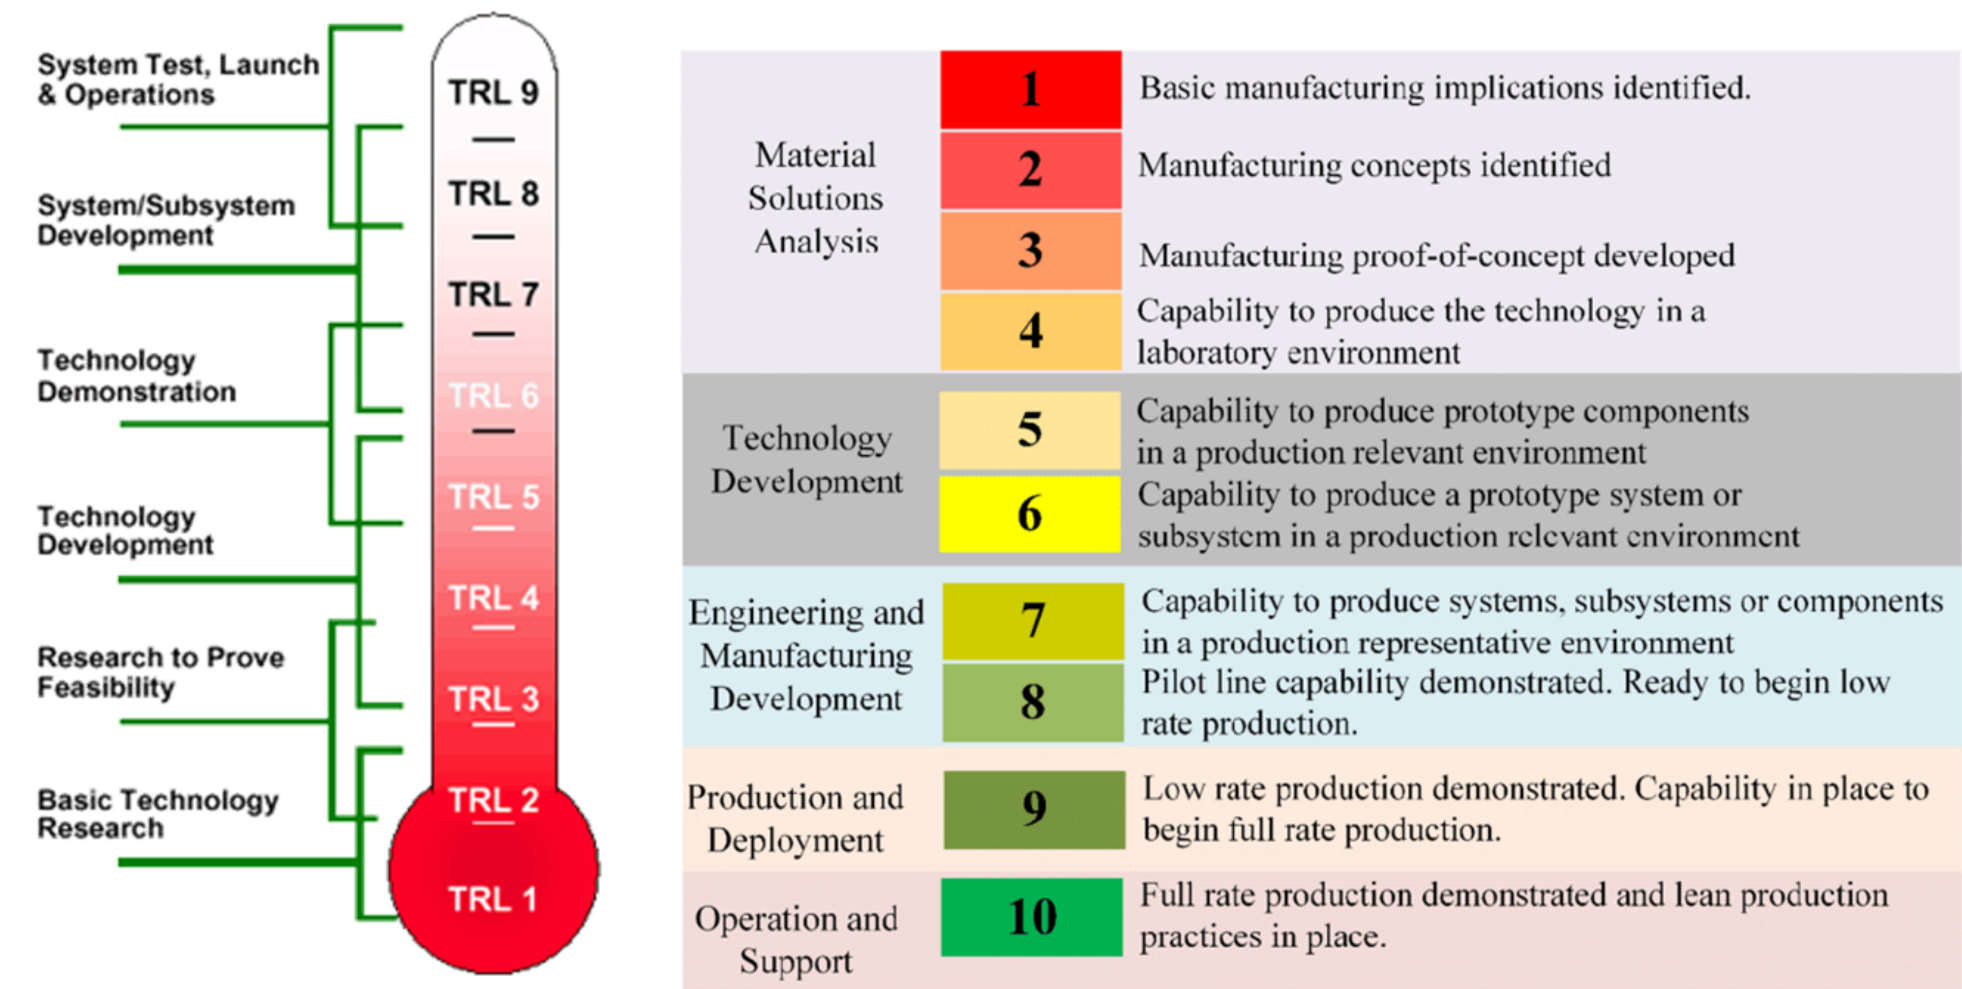 System Test, Launch
& Operations
System/Subsystem
Development
Technology
Demonstration
Technology
Development
Research to Prove
Feasibility
Basic Technology
Research
TRL 9
TRL 8
TRL 7
TRL 6
TRL 5
TRL 4
TRL 3
TRL 2
TRL 1
Material
Solutions
Analysis
1
Basic manufacturing implications identified.
2
Manufacturing concepts identified
3
Manufacturing proof-of-concept developed
4
Capability to produce the technology in a
laboratory environment
Technology
Development
5
Capability to produce prototype components
in a production relevant environment
6
Capability to produce a prototype system or
subsystem in a production relevant environment
Engineering and
Manufacturing
Development
7
Capability to produce systems, subsystems or components
in a production representative environment
8
Pilot line capability demonstrated. Ready to begin low
rate production.
Production and
Deployment
9
Low rate production demonstrated. Capability in place to
begin full rate production.
Operation and
Support
10
Full rate production demonstrated and lean production
practices in place.